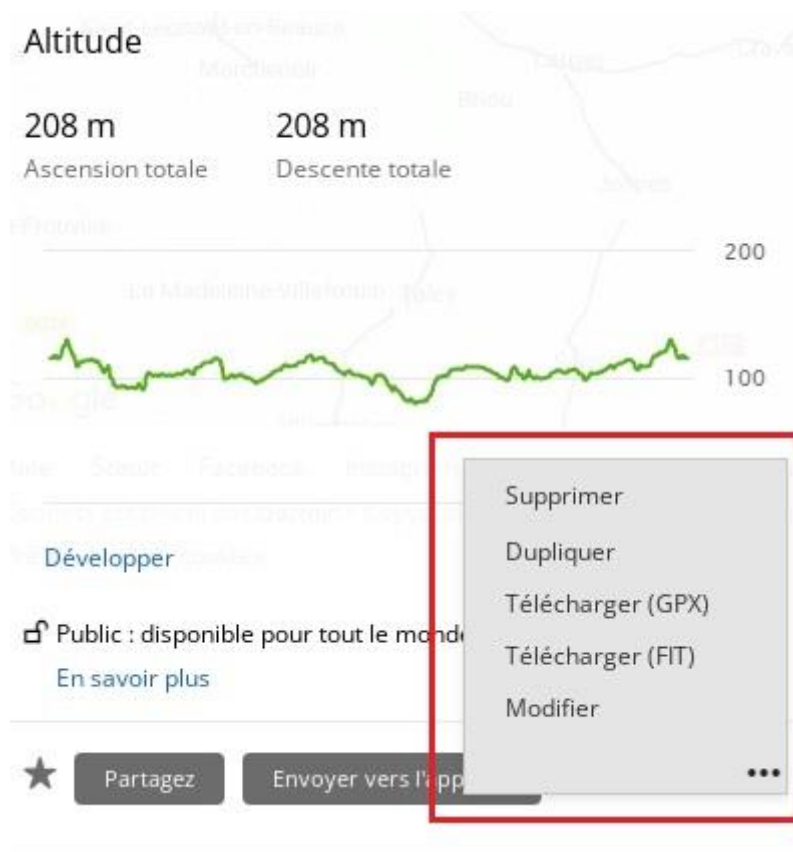 Altitude
208 m 208 m
Ascension totale Descente totale
200
100
Supprimer
Dupliquer
Développer
Télécharger (GPX)
Public : disponible pour tout le monde
Télécharger (FIT)
En savoir plus
Modifier
Partagez Envoyer vers l'app